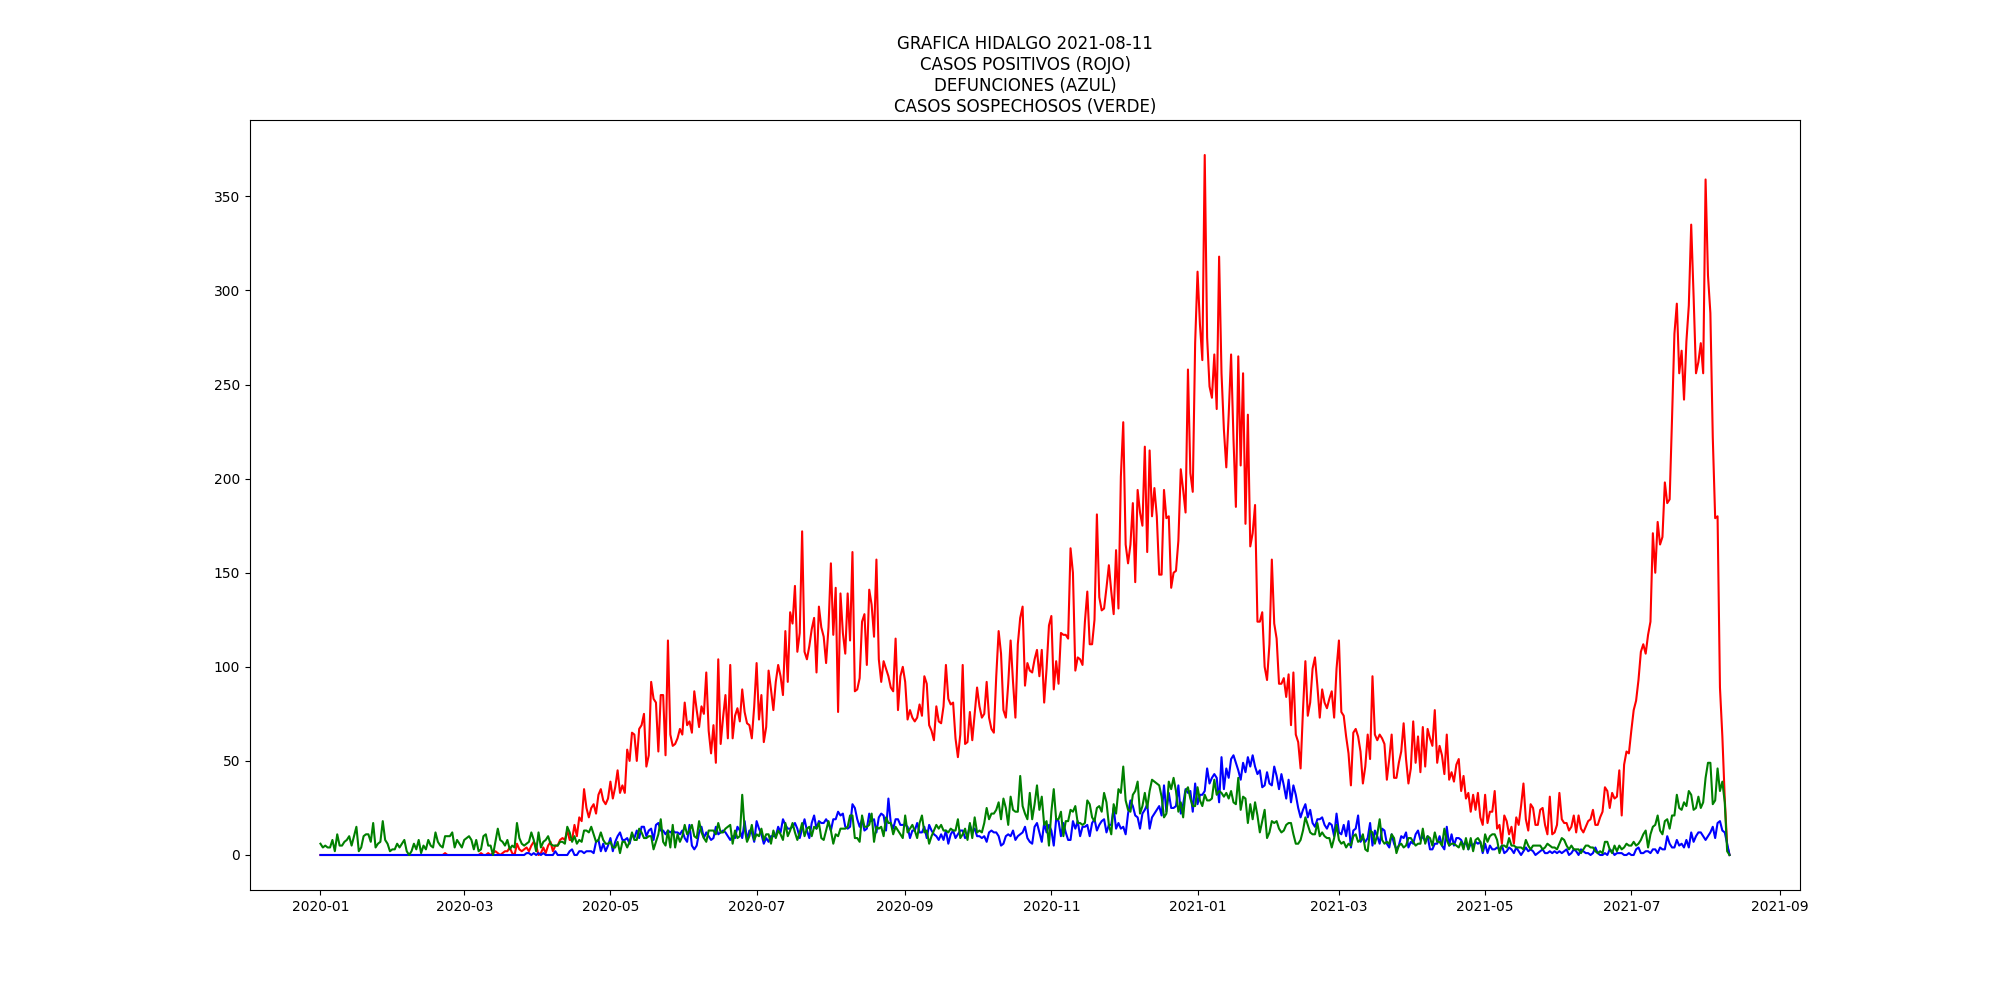 GRAFICA HIDALGO 2021-08-11
CASOS POSITIVOS (ROJO)
DEFUNCIONES (AZUL)
CASOS SOSPECHOSOS (VERDE)
350
300
250
200
150
100
50
0
2020-01 2020-03 2020-05 2020-07 2020-09 2020-11 2021-01 2021-03 2021-05 2021-07 2021-09